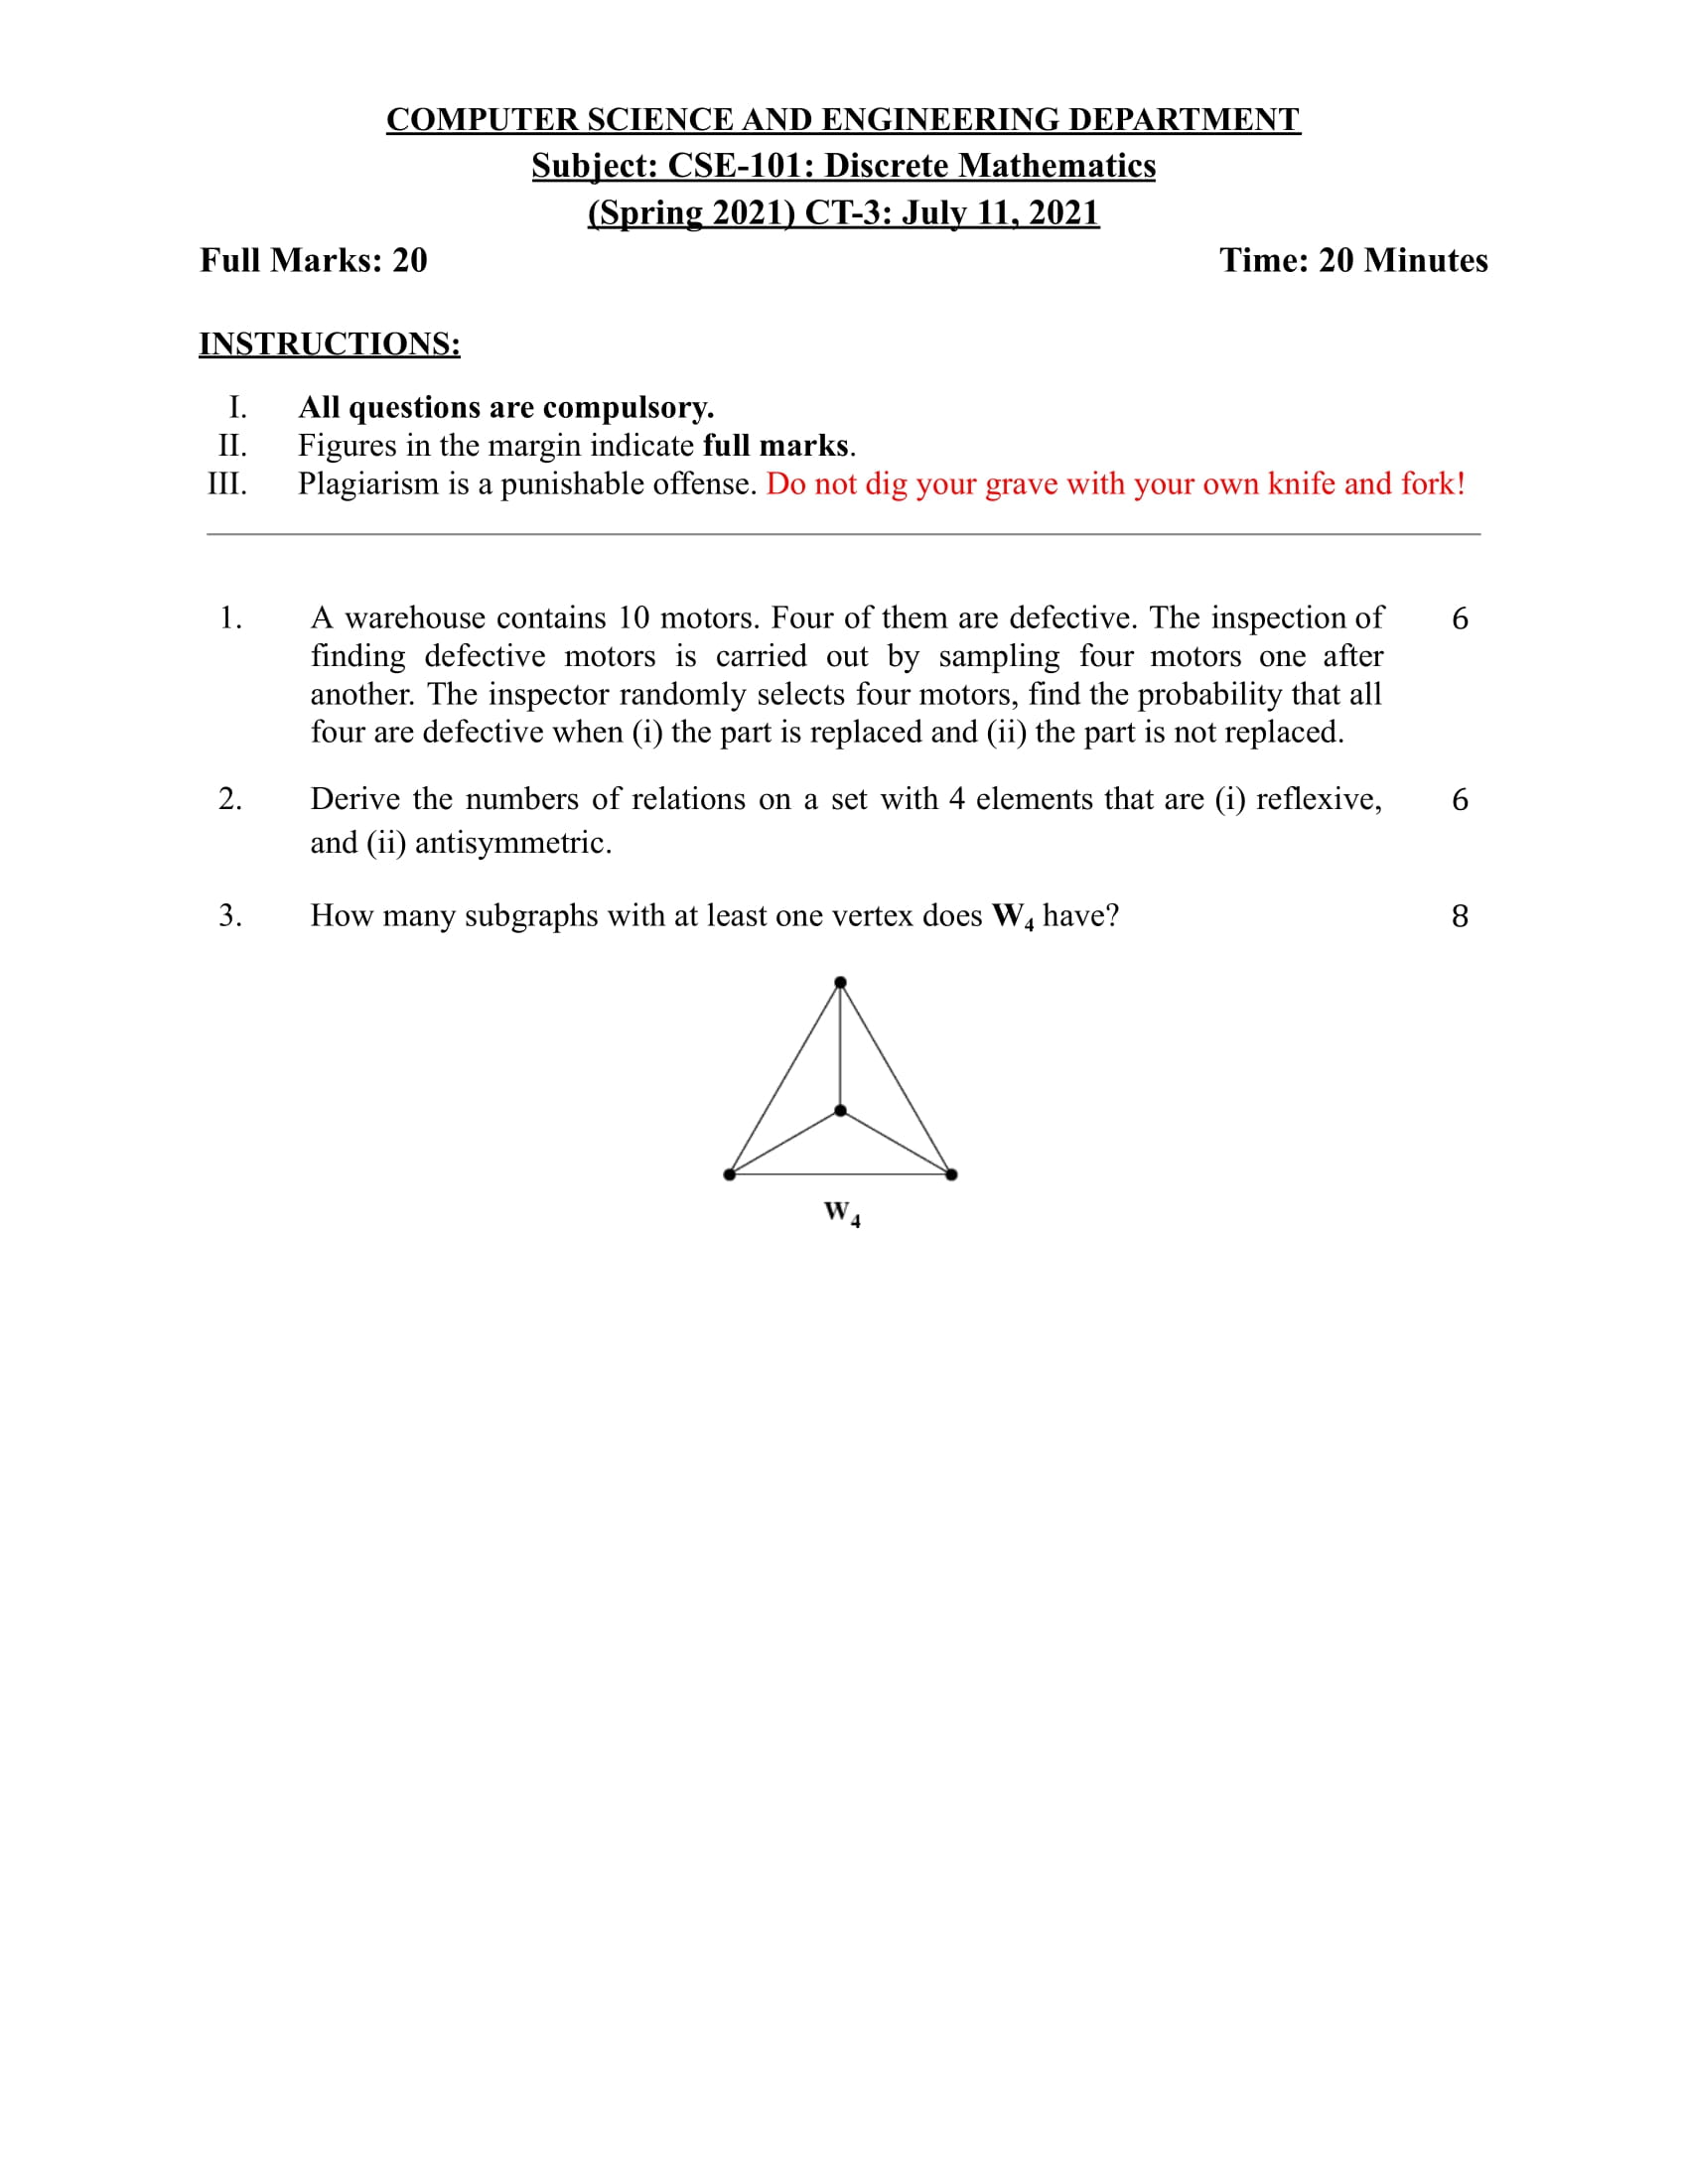 COMPUTER SCIENCE AND ENGINEERING DEPARTMENT
Subject: CSE-101: Discrete Mathematics
(Spring 2021) CT-3: July 11, 2021
Full Marks: 20 Time: 20 Minutes
INSTRUCTIONS:
I. All questions are compulsory.
II. Figures in the margin indicate full marks.
III. Plagiarism is a punishable offense. Do not dig your grave with your own knife and fork!
1. A warehouse contains 10 motors. Four of them are defective. The inspection of 6
finding defective motors is carried out by sampling four motors one after
another. The inspector randomly selects four motors, find the probability that all
four are defective when (i) the part is replaced and (ii) the part is not replaced.
2. Derive the numbers of relations on a set with 4 elements that are (i) reflexive, 6
and (ii) antisymmetric.
3. How many subgraphs with at least one vertex does W₄ have? 8
W₄